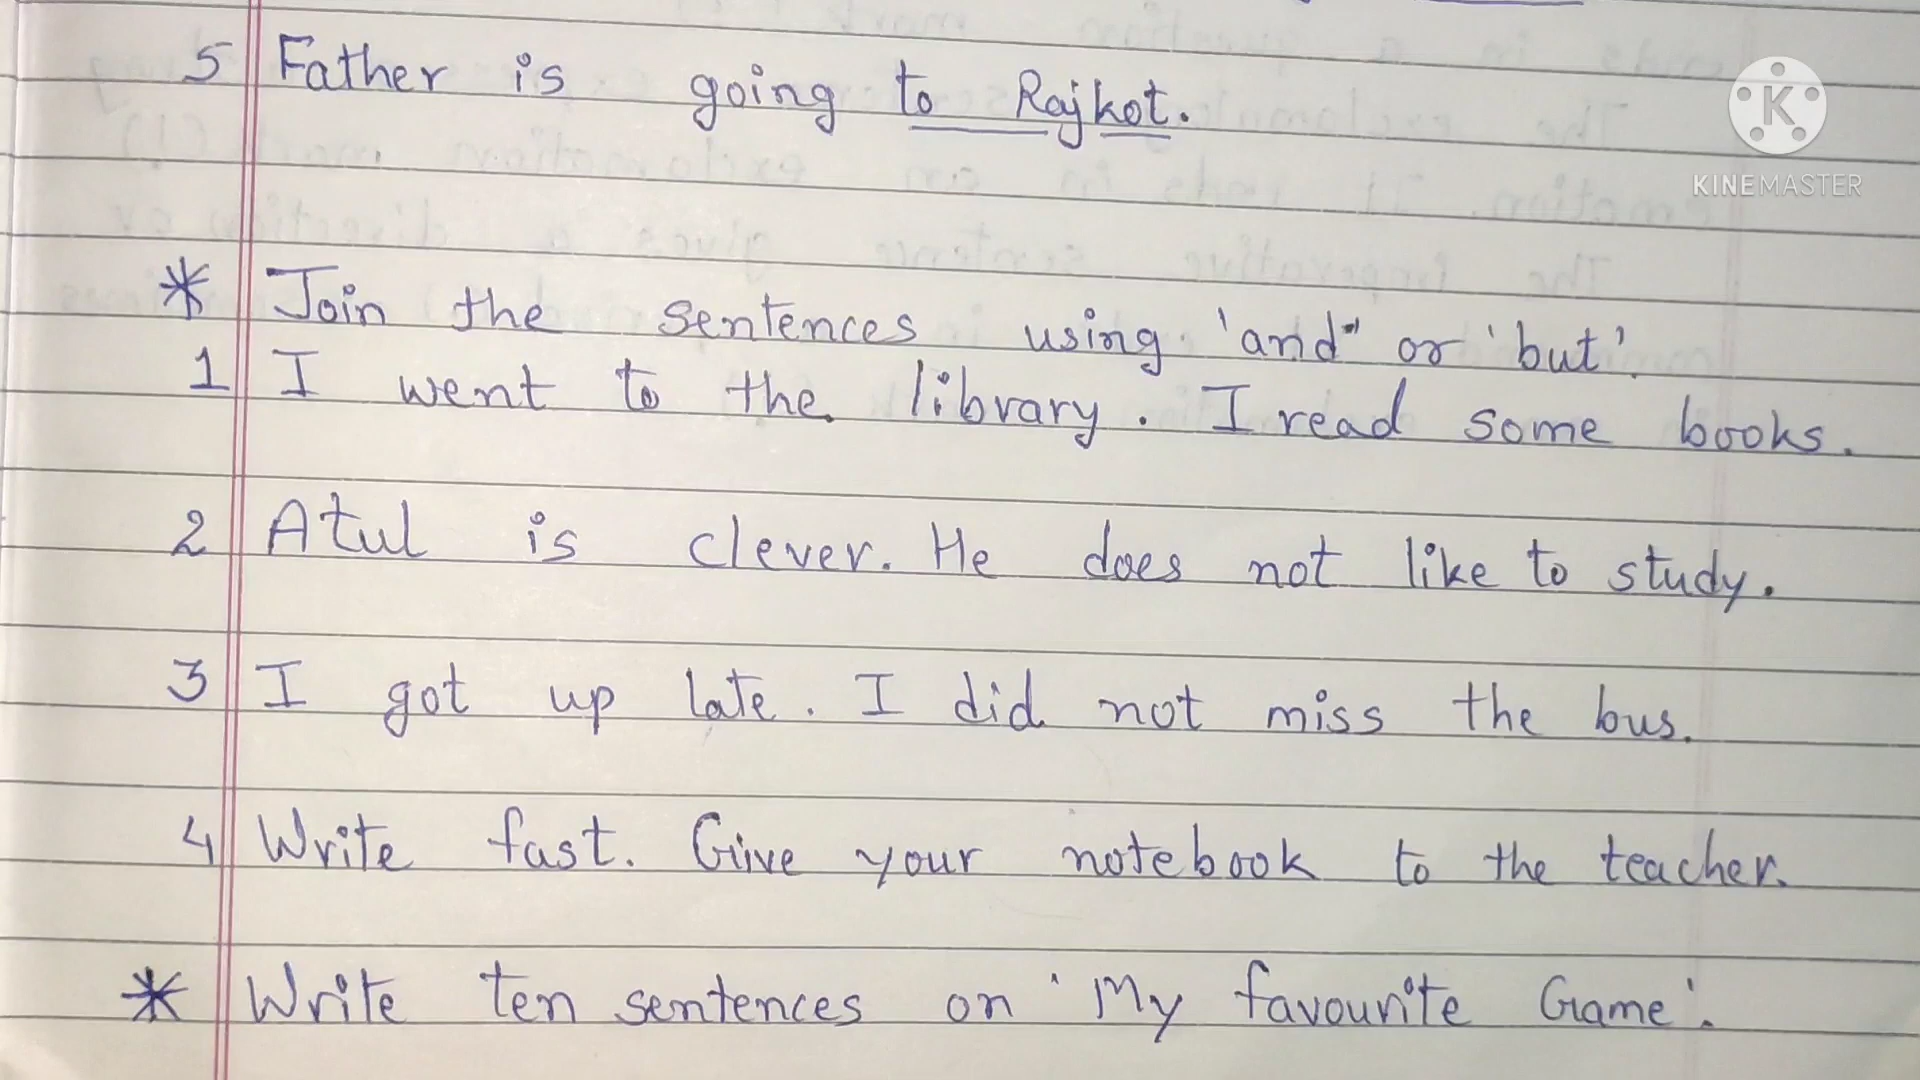 5 Father is going to Rajkot.
KINEMASTER
* Join the sentences using 'and" or 'but'.
1 I went to the library. I read some books.
2 Atul is clever. He does not like to study.
3 I got up late. I did not miss the bus.
4 Write fast. Give your notebook to the teacher.
* Write ten sentences on 'My favourite Game'.